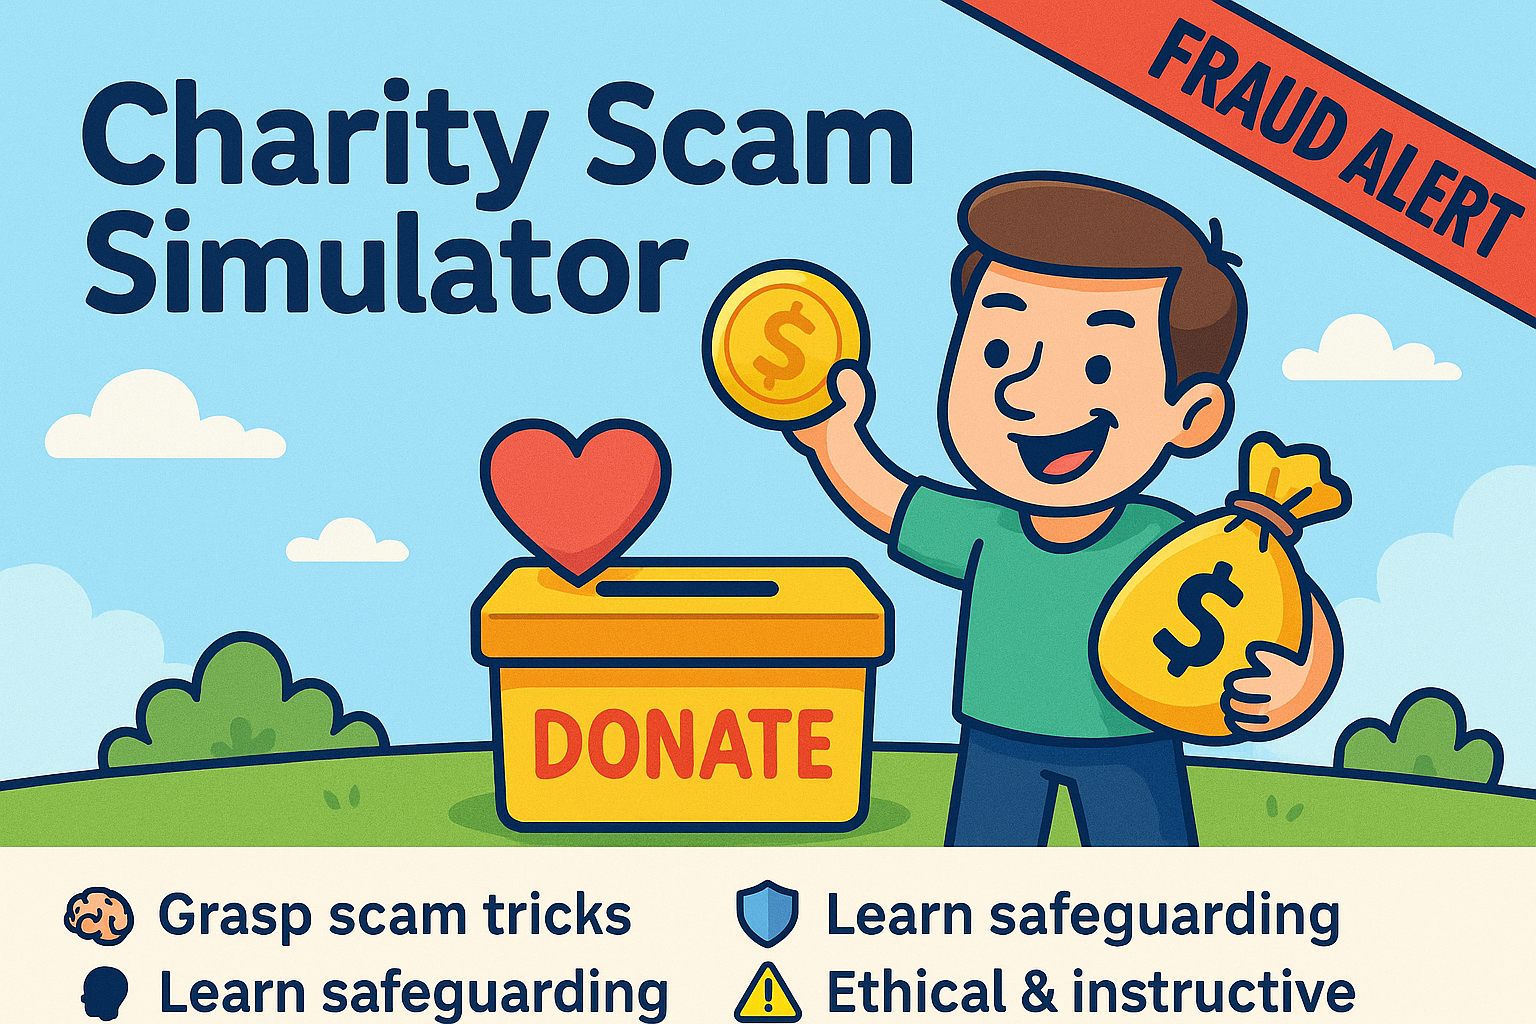 Charity Scam
Simulator
FRAUD ALERT
$
$
DONATE
Grasp scam tricks
Learn safeguarding
Learn safeguarding
Ethical & instructive